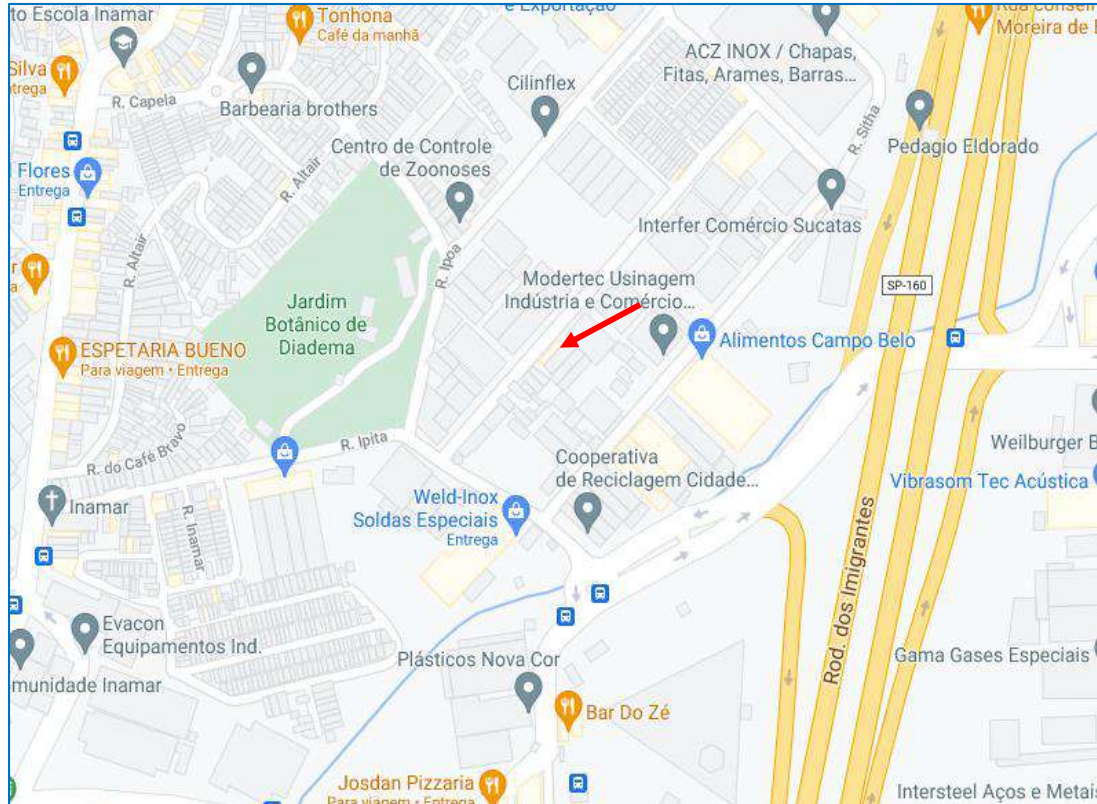 to Escola Inamar
Tonhona
Café da manhã
e Exportação
Moreira de
ACZ INOX / Chapas,
Fitas, Arames, Barras...
Silva
trega
Cilinflex
R. Capela
Barbearia brothers
R. Sitha
Pedagio Eldorado
Centro de Controle
de Zoonoses
Flores
Entrega
R. Altair
R. Altair
R. Ipoa
Interfer Comércio Sucatas
Modertec Usinagem
Indústria e Comércio...
SP-160
Jardim
Botânico de
Diadema
Alimentos Campo Belo
ESPETARIA BUENO
Para viagem • Entrega
R. Ipita
R. do Café Bravo
Weilburger B
Cooperativa
de Reciclagem Cidade...
Vibrasom Tec Acústica
Inamar
R. Inamar
Weld-Inox
Soldas Especiais
Entrega
Rod. dos Imigrantes
Evacon
Equipamentos Ind.
Plásticos Nova Cor
Gama Gases Especiais
munidade Inamar
Bar Do Zé
Josdan Pizzaria
Para viagem • Entrega
Intersteel Aços e Metais